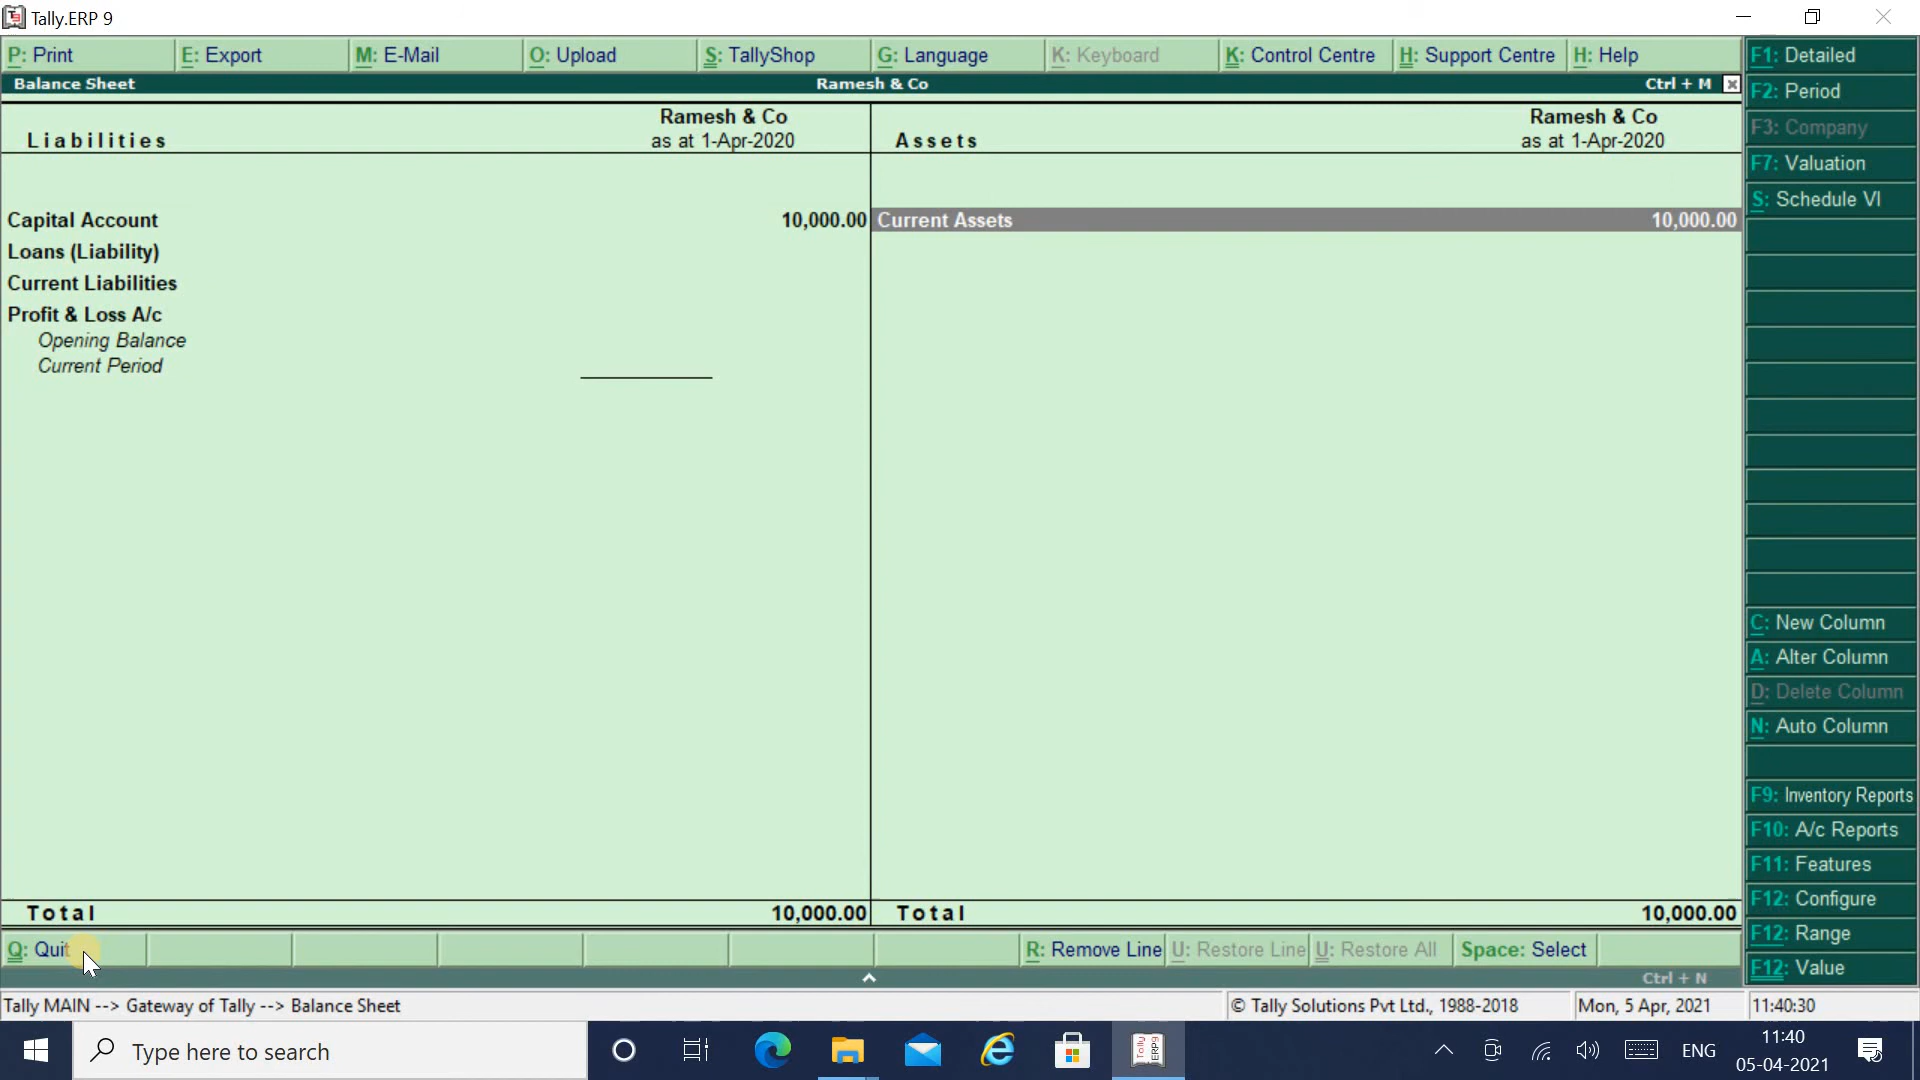 Tally.ERP 9
P: Print E: Export M: E-Mail O: Upload S: TallyShop G: Language K: Keyboard K: Control Centre H: Support Centre H: Help
Balance Sheet Ramesh & Co Ctrl + M
Ramesh & Co
Liabilities as at 1-Apr-2020
Ramesh & Co
Assets as at 1-Apr-2020
Capital Account 10,000.00
Current Assets 10,000.00
Loans (Liability)
Current Liabilities
Profit & Loss A/c
Opening Balance
Current Period
Total 10,000.00
Total 10,000.00
F1: Detailed
F2: Period
F3: Company
F7: Valuation
S: Schedule VI
C: New Column
A: Alter Column
D: Delete Column
N: Auto Column
F9: Inventory Reports
F10: A/c Reports
F11: Features
F12: Configure
F12: Range
F12: Value
Q: Quit R: Remove Line U: Restore Line U: Restore All Space: Select
Ctrl + N
Tally MAIN --> Gateway of Tally --> Balance Sheet © Tally Solutions Pvt Ltd., 1988-2018 Mon, 5 Apr, 2021 11:40:30
Type here to search
Tally ERP9
ENG
11:40
05-04-2021